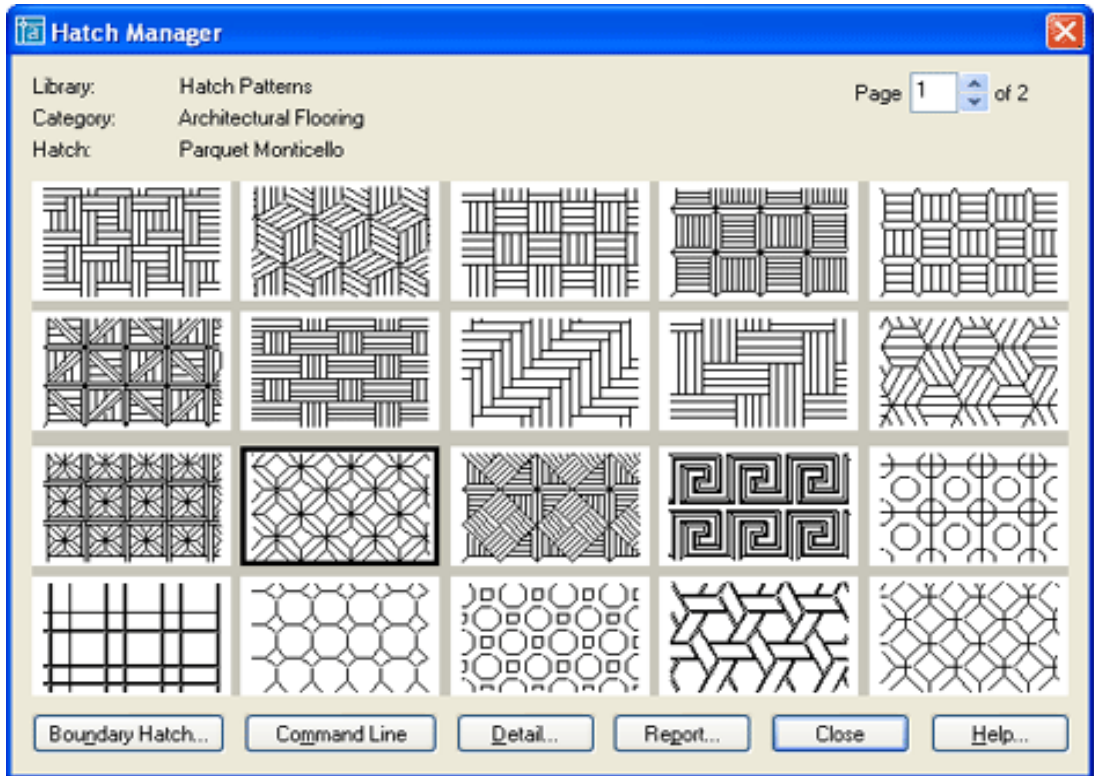 Hatch Manager
Library: Hatch Patterns
Page 1 of 2
Category: Architectural Flooring
Hatch: Parquet Monticello
Boundary Hatch... Command Line Detail... Report... Close Help...